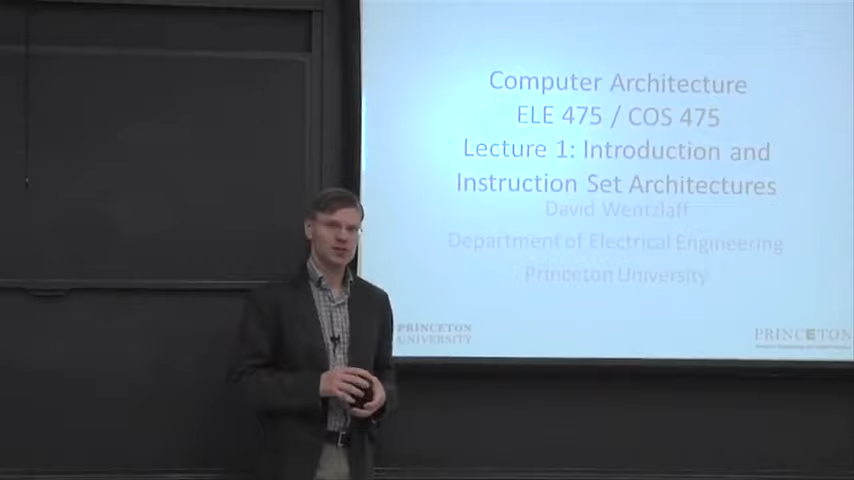 Computer Architecture
ELE 475 / COS 475
Lecture 1: Introduction and
Instruction Set Architectures
David Wentzlaff
Department of Electrical Engineering
Princeton University
PRINCETON
UNIVERSITY
PRINCETON